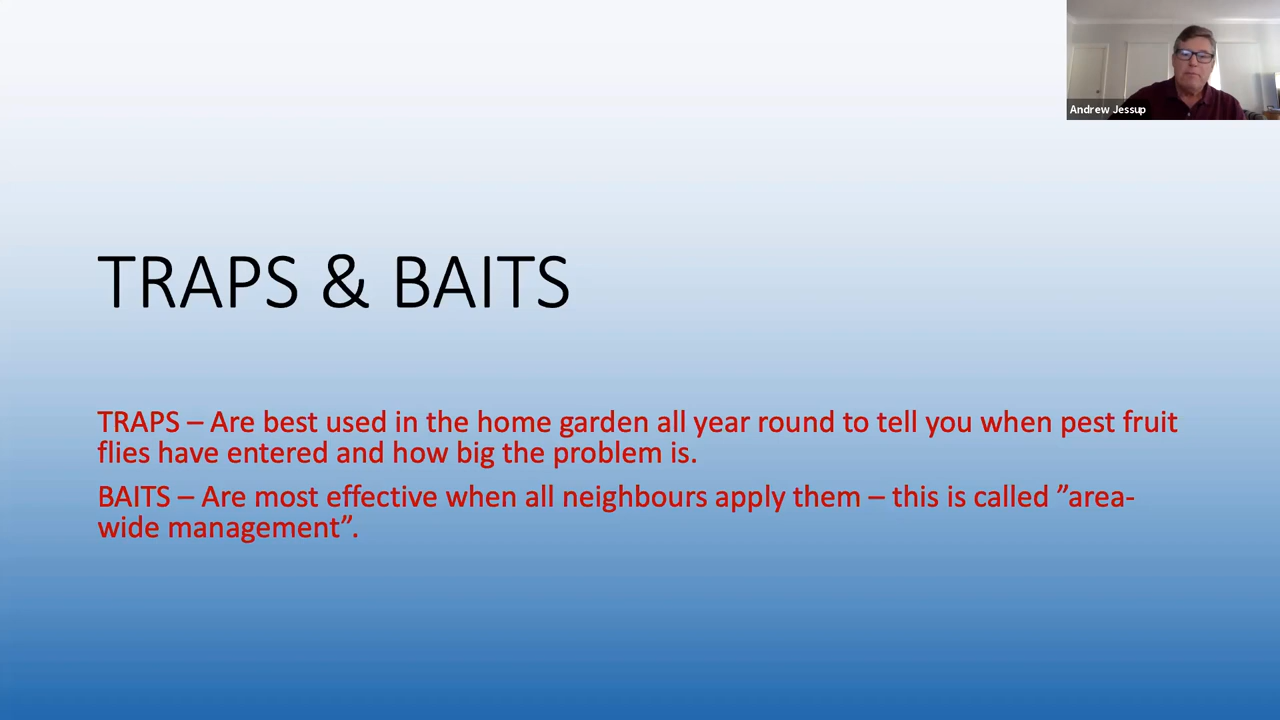 Andrew Jessup
TRAPS & BAITS
TRAPS – Are best used in the home garden all year round to tell you when pest fruit
flies have entered and how big the problem is.
BAITS – Are most effective when all neighbours apply them – this is called ”area-
wide management”.